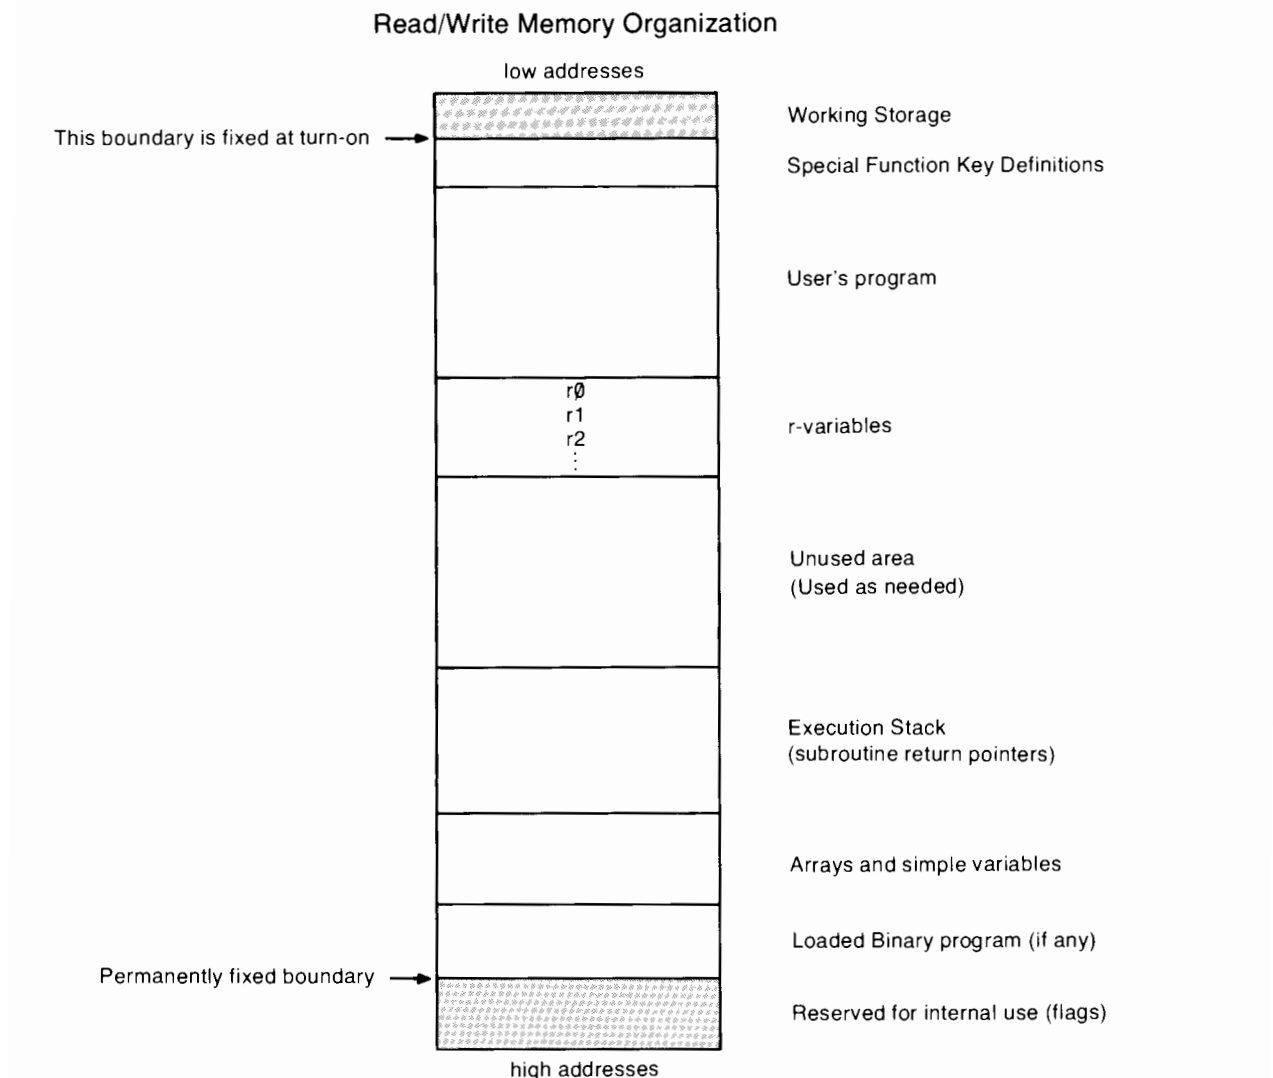 Read/Write Memory Organization
low addresses
Working Storage
This boundary is fixed at turn-on
Special Function Key Definitions
User's program
r0
r1
r2
r-variables
Unused area
(Used as needed)
Execution Stack
(subroutine return pointers)
Arrays and simple variables
Loaded Binary program (if any)
Permanently fixed boundary
Reserved for internal use (flags)
high addresses